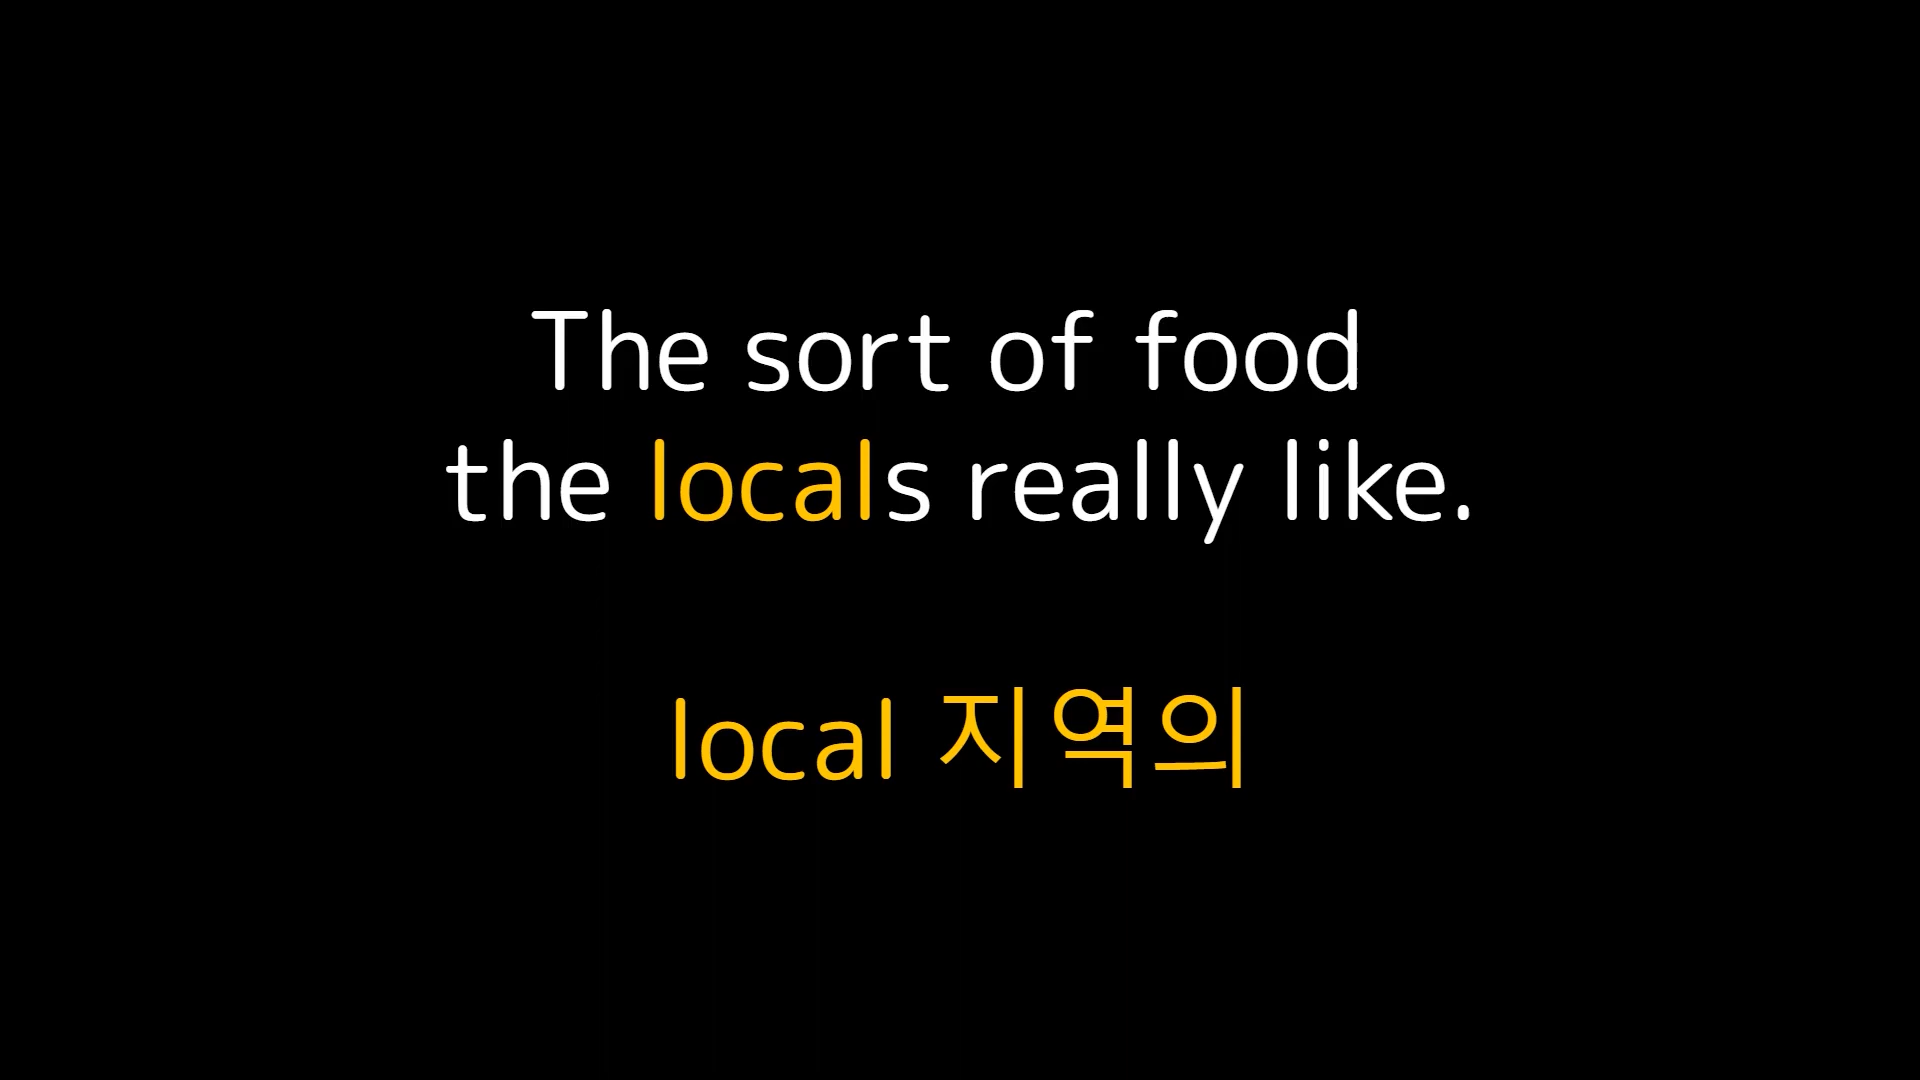 The sort of food
the locals really like.
local 지역의